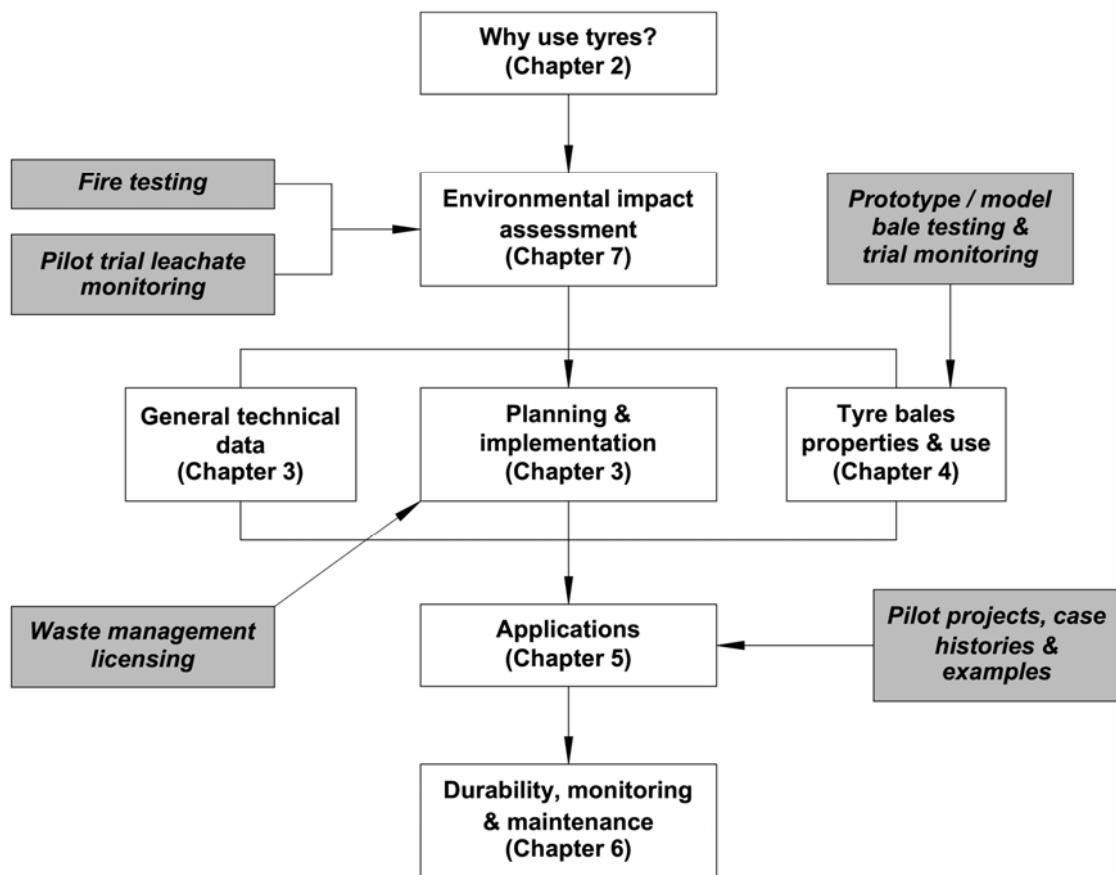 Why use tyres?
(Chapter 2)
Fire testing
Pilot trial leachate
monitoring
Environmental impact
assessment
(Chapter 7)
Prototype / model
bale testing &
trial monitoring
General technical
data
(Chapter 3)
Planning &
implementation
(Chapter 3)
Tyre bales
properties & use
(Chapter 4)
Waste management
licensing
Applications
(Chapter 5)
Pilot projects, case
histories &
examples
Durability, monitoring
& maintenance
(Chapter 6)